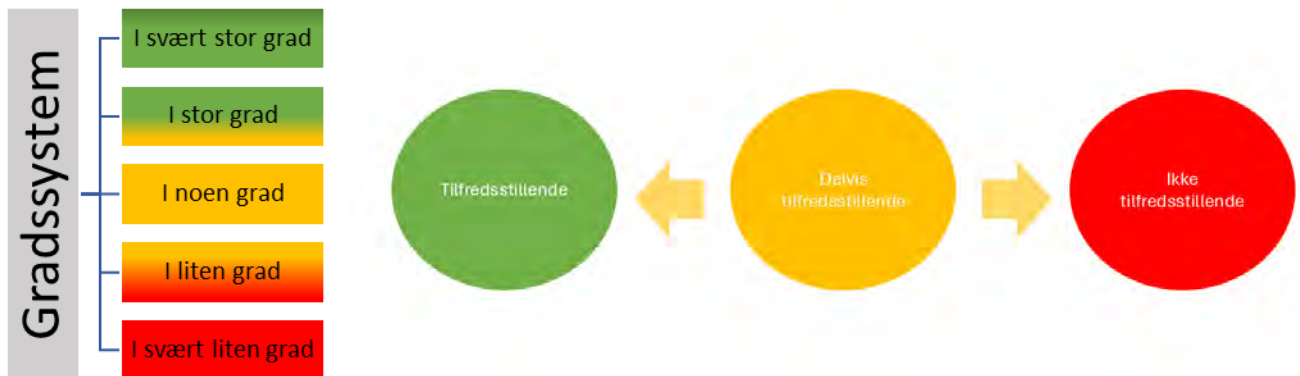 Gradssystem
I svært stor grad
I stor grad
I noen grad
I liten grad
I svært liten grad
Tilfredsstillende
Delvis
tilfredsstillende
Ikke
tilfredsstillende